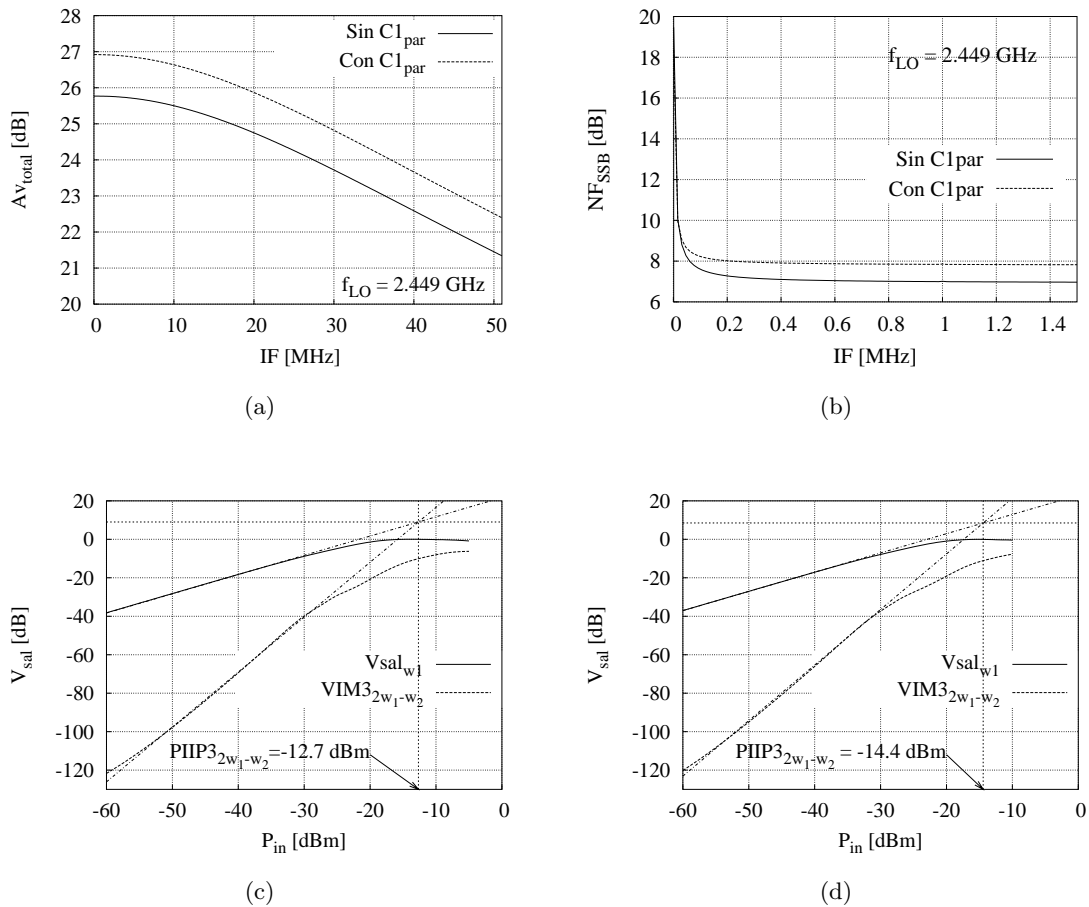 28
27
26
25
24
23
22
21
20
0
10
20
30
40
50
Av_total [dB]
IF [MHz]
Sin C1_par
Con C1_par
f_LO = 2.449 GHz
(a)
20
18
16
14
12
10
8
6
0
0.2
0.4
0.6
0.8
1
1.2
1.4
NF_SSB [dB]
IF [MHz]
f_LO = 2.449 GHz
Sin C1par
Con C1par
(b)
20
0
-20
-40
-60
-80
-100
-120
-60
-50
-40
-30
-20
-10
0
V_sal [dB]
P_in [dBm]
Vsal_w1
VIM3_2w1-w2
PIIP3_2w1-w2=-12.7 dBm
(c)
20
0
-20
-40
-60
-80
-100
-120
-60
-50
-40
-30
-20
-10
0
V_sal [dB]
P_in [dBm]
Vsal_w1
VIM3_2w1-w2
PIIP3_2w1-w2 = -14.4 dBm
(d)